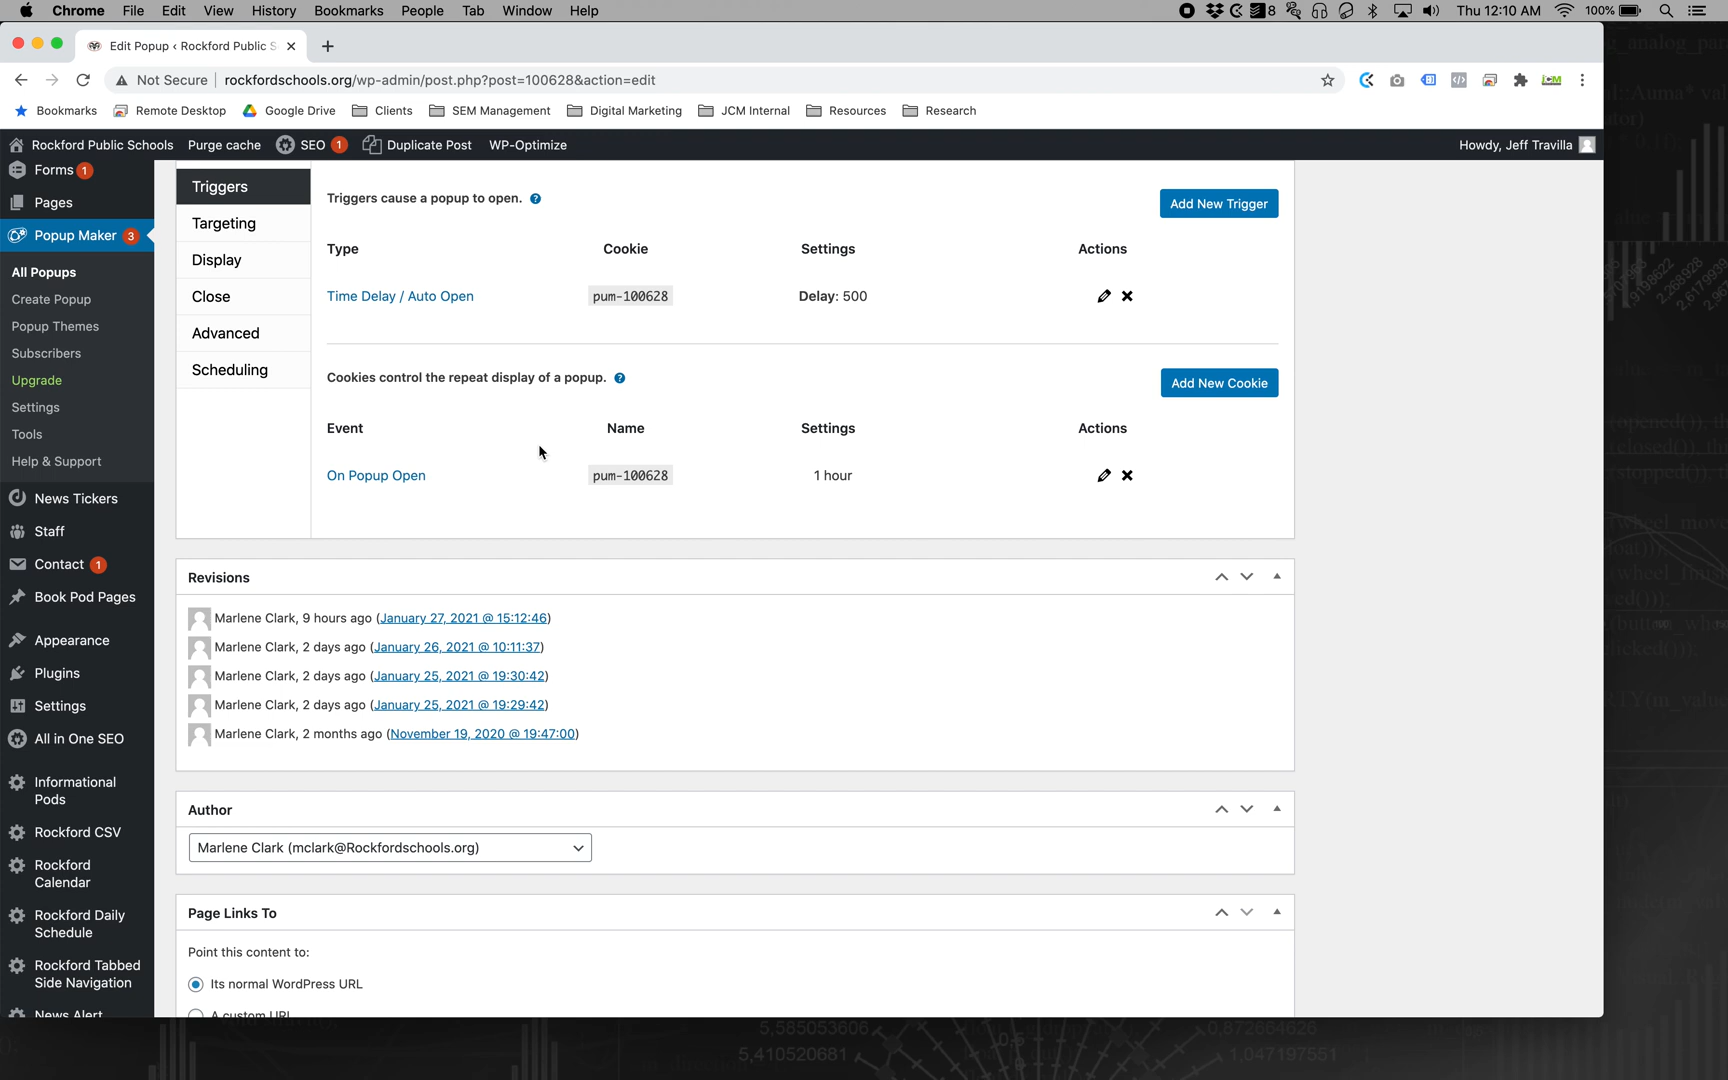 Chrome File Edit View History Bookmarks People Tab Window Help
8 Thu 12:10 AM 100%
Edit Popup ‹ Rockford Public S
Not Secure rockfordschools.org/wp-admin/post.php?post=100628&action=edit
Bookmarks Remote Desktop Google Drive Clients SEM Management Digital Marketing JCM Internal Resources Research
Rockford Public Schools Purge cache SEO 1 Duplicate Post WP-Optimize Howdy, Jeff Travilla
Forms 1
Pages
Popup Maker 3
All Popups
Create Popup
Popup Themes
Subscribers
Upgrade
Settings
Tools
Help & Support
News Tickers
Staff
Contact 1
Book Pod Pages
Appearance
Plugins
Settings
All in One SEO
Informational
Pods
Rockford CSV
Rockford
Calendar
Rockford Daily
Schedule
Rockford Tabbed
Side Navigation
News Alert
Triggers
Targeting
Display
Close
Advanced
Scheduling
Triggers cause a popup to open. ?
Add New Trigger
Type Cookie Settings Actions
Time Delay / Auto Open pum-100628 Delay: 500
Cookies control the repeat display of a popup. ?
Add New Cookie
Event Name Settings Actions
On Popup Open pum-100628 1 hour
Revisions
Marlene Clark, 9 hours ago (January 27, 2021 @ 15:12:46)
Marlene Clark, 2 days ago (January 26, 2021 @ 10:11:37)
Marlene Clark, 2 days ago (January 25, 2021 @ 19:30:42)
Marlene Clark, 2 days ago (January 25, 2021 @ 19:29:42)
Marlene Clark, 2 months ago (November 19, 2020 @ 19:47:00)
Author
Marlene Clark (mclark@Rockfordschools.org)
Page Links To
Point this content to:
Its normal WordPress URL
A custom URL
5,585053606
0,872664626
5,410520681
1,047197551